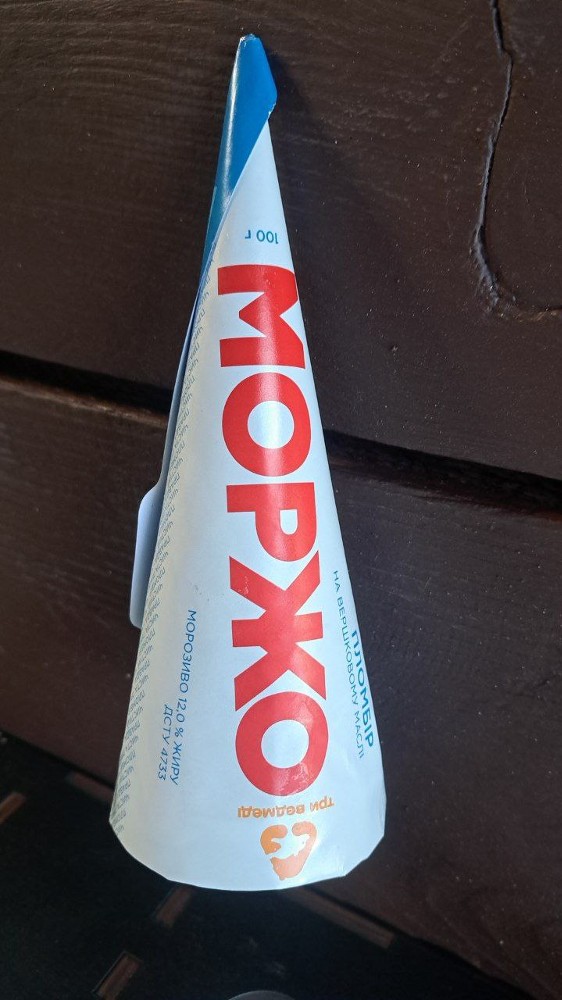 100 г
МОРЖО
ПЛОМБІР
НА ВЕРШКОВОМУ МАСЛІ
МОРОЗИВО 12,0 % ЖИРУ
ДСТУ 4733
три ведмеді